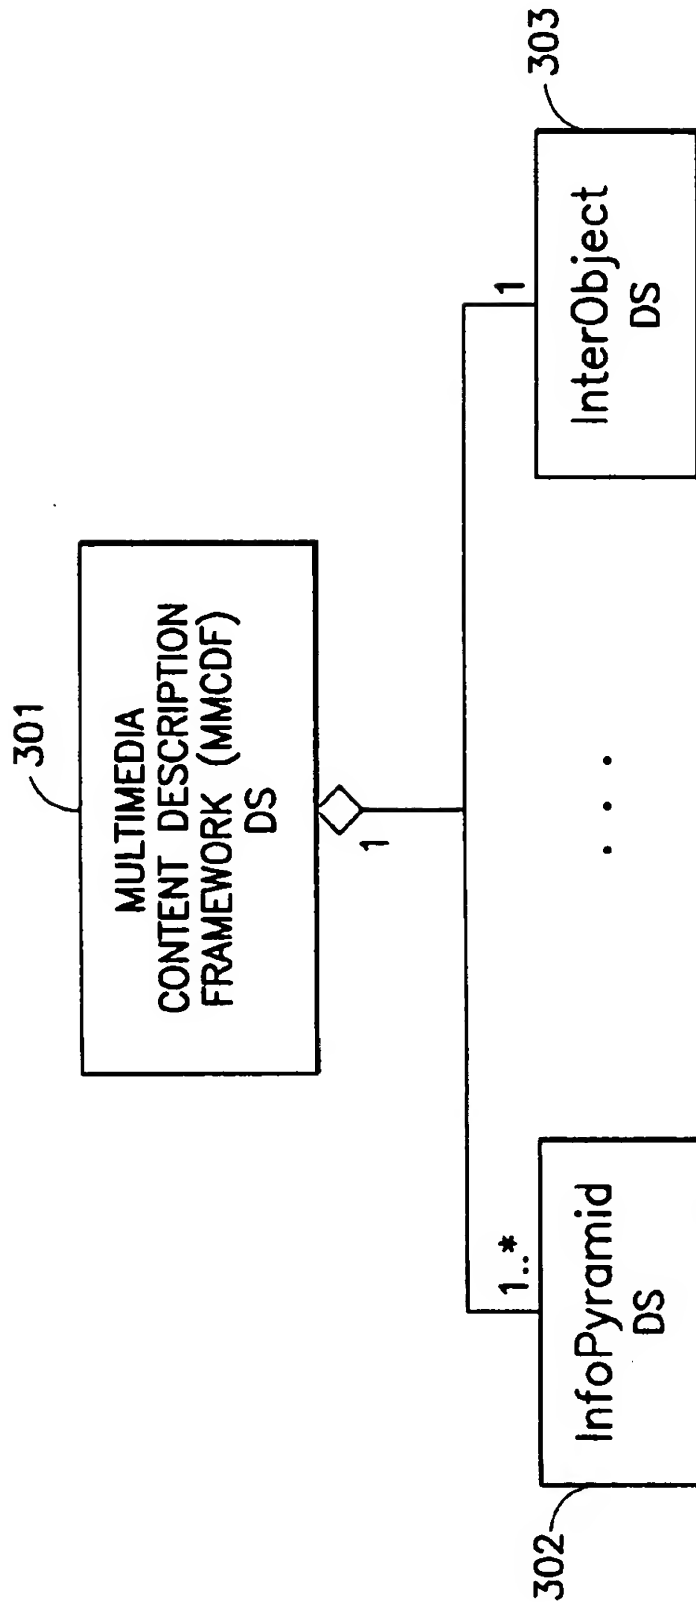 301
MULTIMEDIA
CONTENT DESCRIPTION
FRAMEWORK (MMCDF)
DS
1
1..*
1
302
InfoPyramid
DS
. . .
303
InterObject
DS